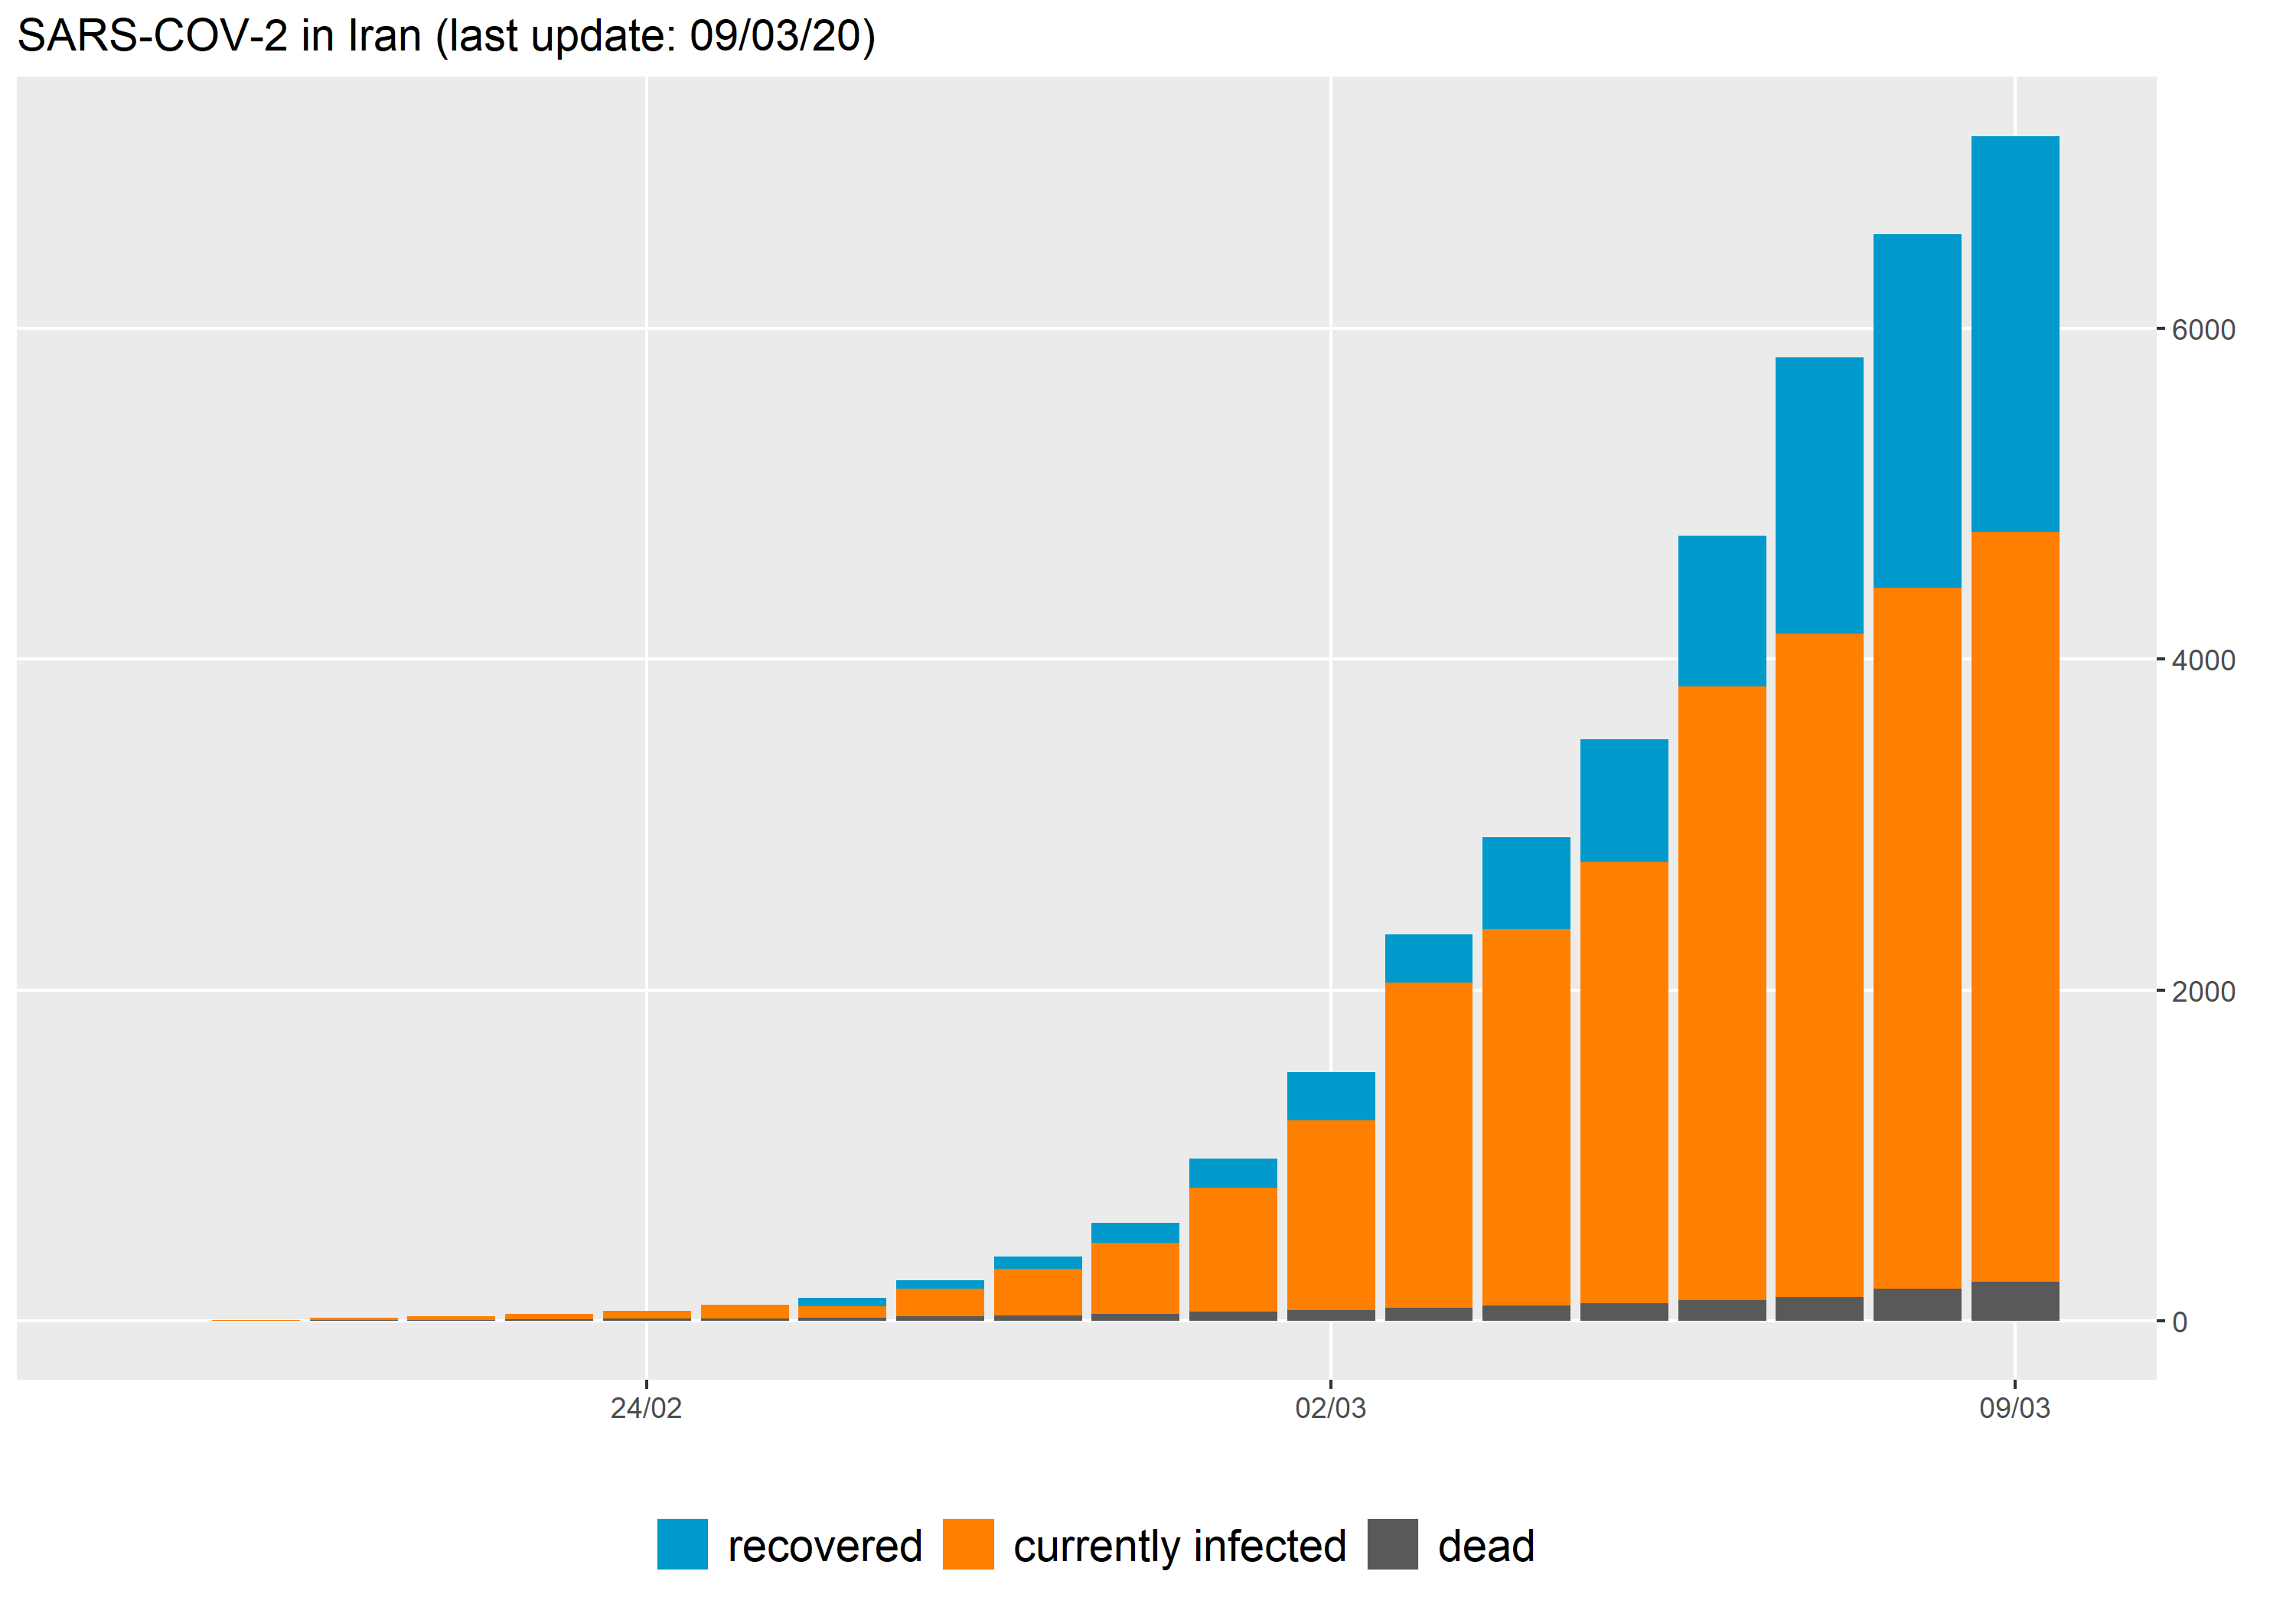 SARS-COV-2 in Iran (last update: 09/03/20)
6000
4000
2000
0
24/02 02/03 09/03
recovered currently infected dead